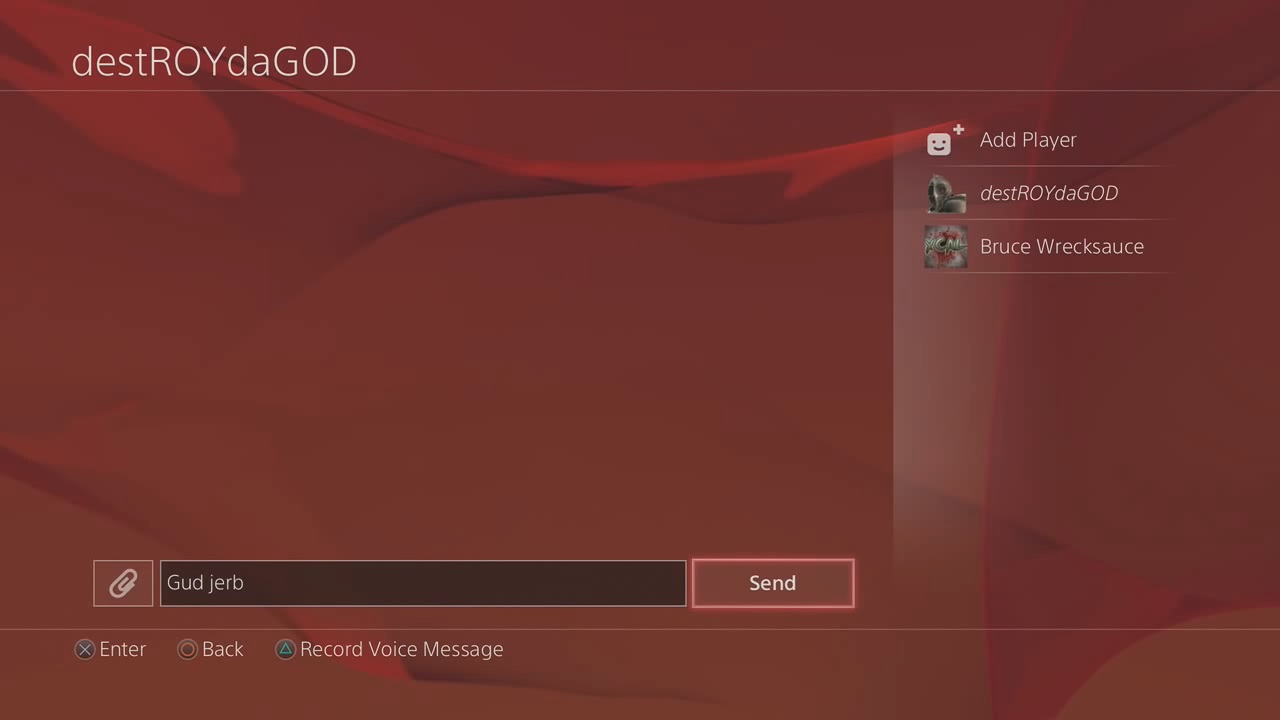 destROYdaGOD
Add Player
destROYdaGOD
Bruce Wrecksauce
Gud jerb
Send
Enter
Back
Record Voice Message